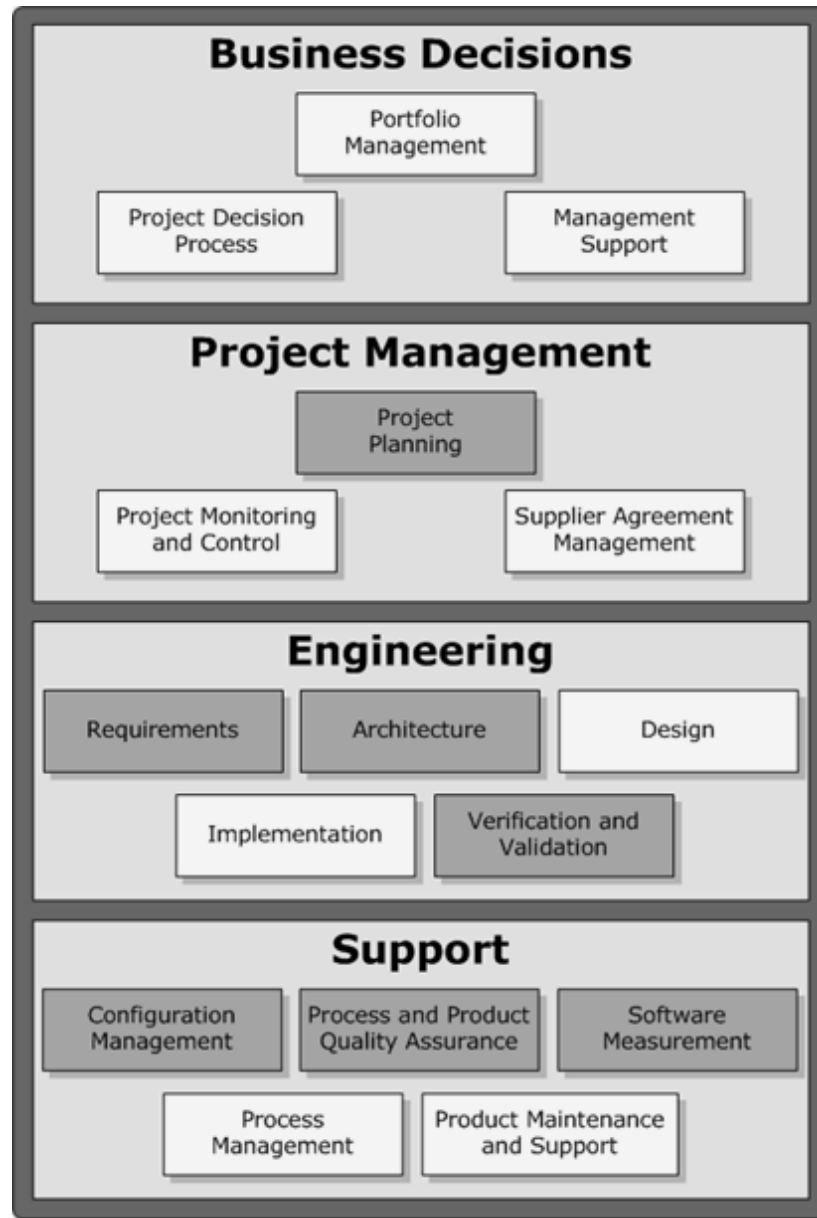 Business Decisions
Portfolio
Management
Project Decision
Process
Management
Support
Project Management
Project
Planning
Project Monitoring
and Control
Supplier Agreement
Management
Engineering
Requirements
Architecture
Design
Implementation
Verification and
Validation
Support
Configuration
Management
Process and Product
Quality Assurance
Software
Measurement
Process
Management
Product Maintenance
and Support